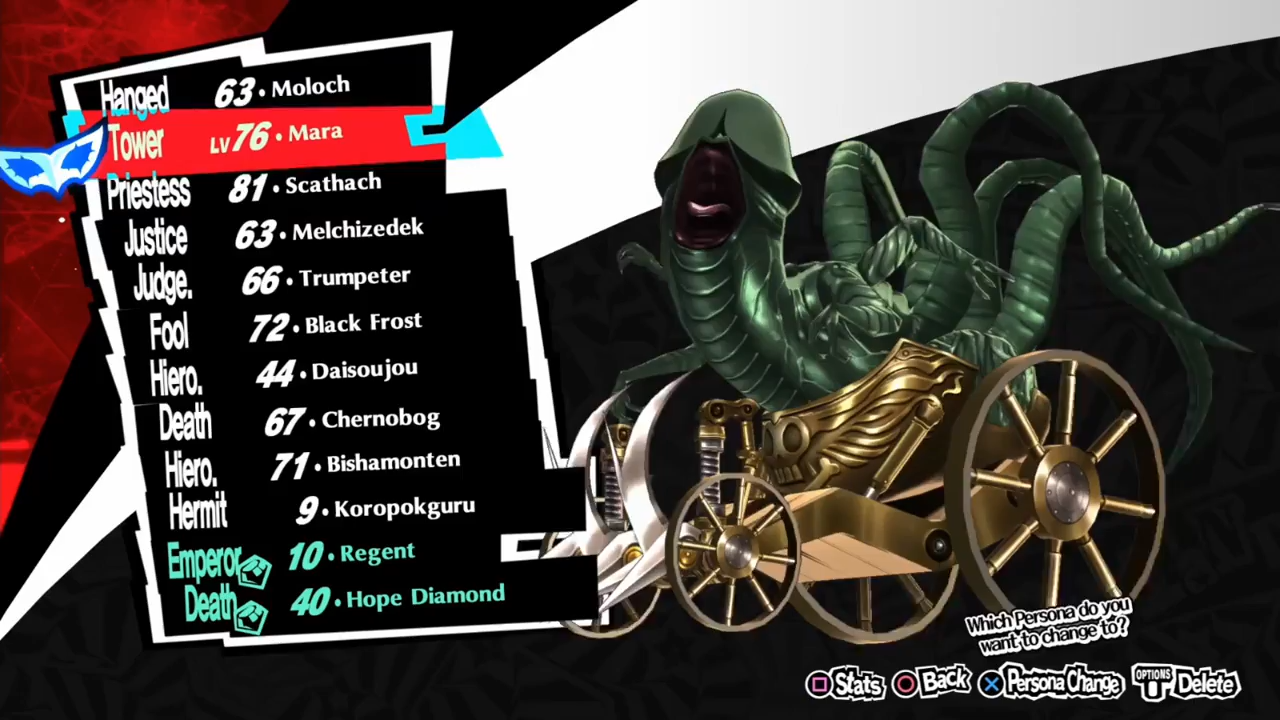 Hanged 63 • Moloch
Tower LV 76 • Mara
Priestess 81 • Scathach
Justice 63 • Melchizedek
Judge. 66 • Trumpeter
Fool 72 • Black Frost
Hiero. 44 • Daisoujou
Death 67 • Chernobog
Hiero. 71 • Bishamonten
Hermit 9 • Koropokguru
Emperor 10 • Regent
Death 40 • Hope Diamond
Which Persona do you
want to change to?
Stats Back Persona Change OPTIONS Delete